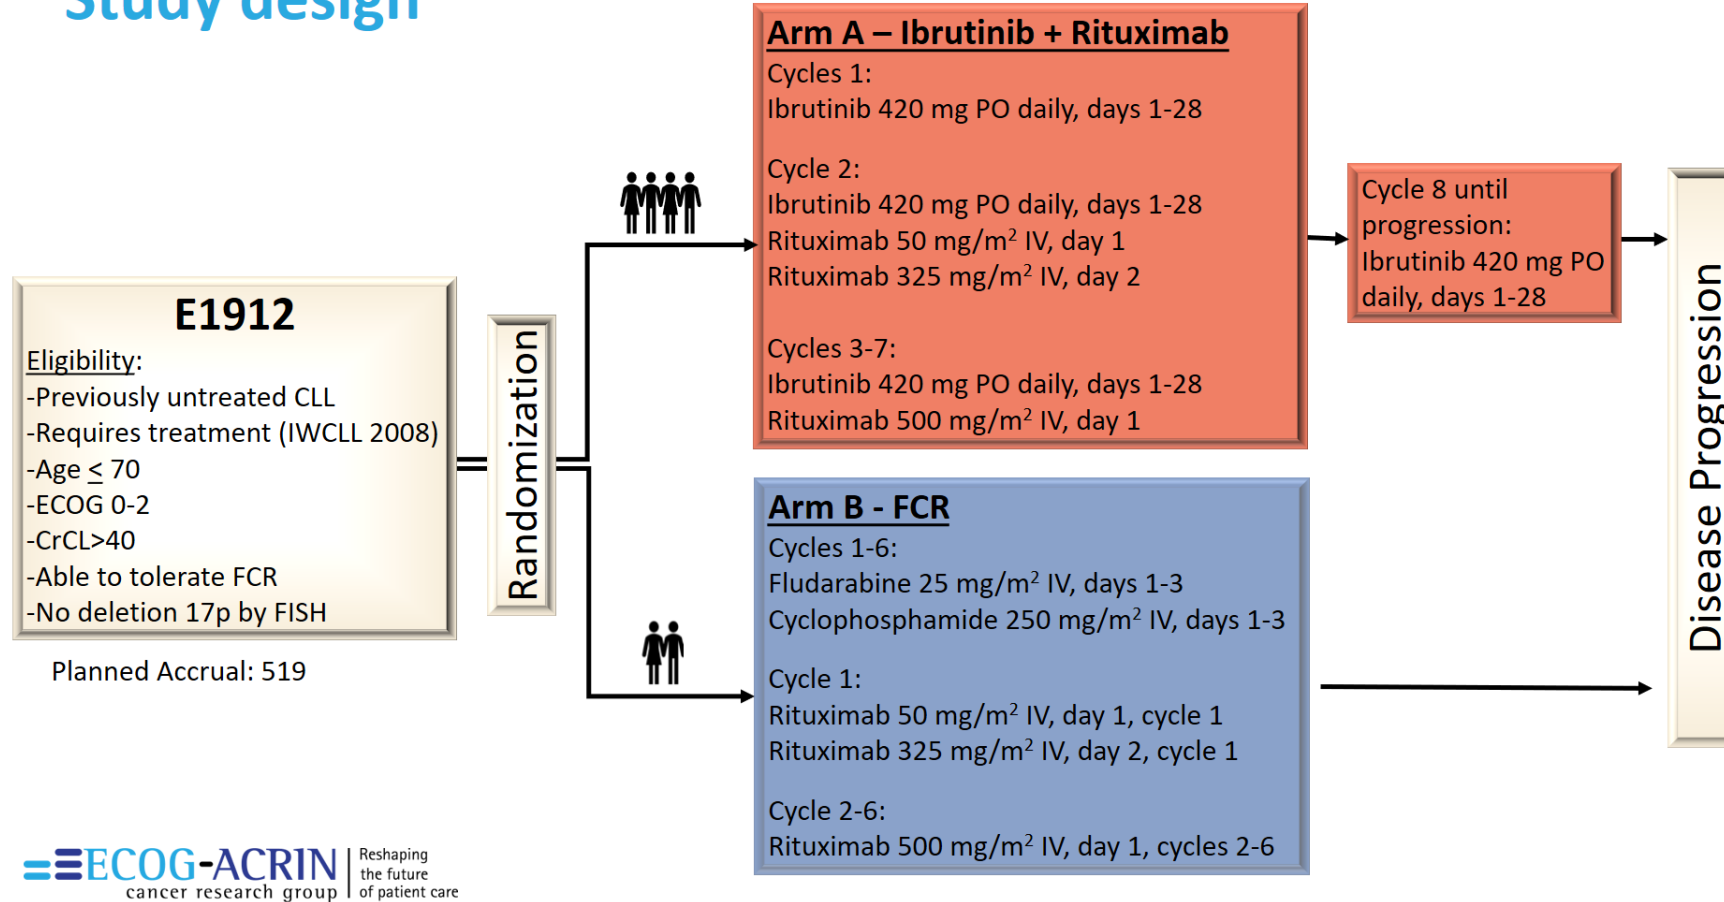 Study design
E1912
Eligibility:
-Previously untreated CLL
-Requires treatment (IWCLL 2008)
-Age ≤ 70
-ECOG 0-2
-CrCL>40
-Able to tolerate FCR
-No deletion 17p by FISH
Planned Accrual: 519
Randomization
Arm A – Ibrutinib + Rituximab
Cycles 1:
Ibrutinib 420 mg PO daily, days 1-28
Cycle 2:
Ibrutinib 420 mg PO daily, days 1-28
Rituximab 50 mg/m² IV, day 1
Rituximab 325 mg/m² IV, day 2
Cycles 3-7:
Ibrutinib 420 mg PO daily, days 1-28
Rituximab 500 mg/m² IV, day 1
Cycle 8 until
progression:
Ibrutinib 420 mg PO
daily, days 1-28
Arm B - FCR
Cycles 1-6:
Fludarabine 25 mg/m² IV, days 1-3
Cyclophosphamide 250 mg/m² IV, days 1-3
Cycle 1:
Rituximab 50 mg/m² IV, day 1, cycle 1
Rituximab 325 mg/m² IV, day 2, cycle 1
Cycle 2-6:
Rituximab 500 mg/m² IV, day 1, cycles 2-6
Disease Progression
ECOG-ACRIN
cancer research group
Reshaping
the future
of patient care